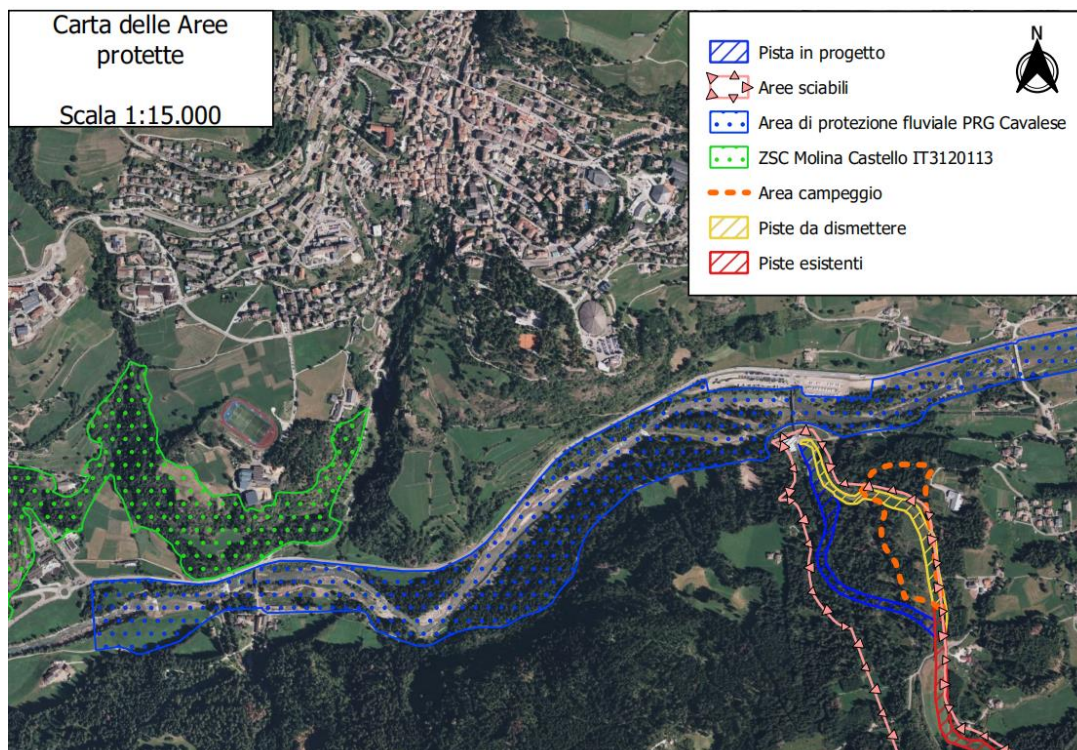 Carta delle Aree
protette
Scala 1:15.000
N
Pista in progetto
Aree sciabili
Area di protezione fluviale PRG Cavalese
ZSC Molina Castello IT3120113
Area campeggio
Piste da dismettere
Piste esistenti